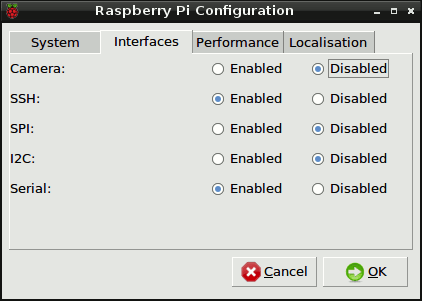 Raspberry Pi Configuration
System Interfaces Performance Localisation
Camera: Enabled Disabled
SSH: Enabled Disabled
SPI: Enabled Disabled
I2C: Enabled Disabled
Serial: Enabled Disabled
Cancel OK